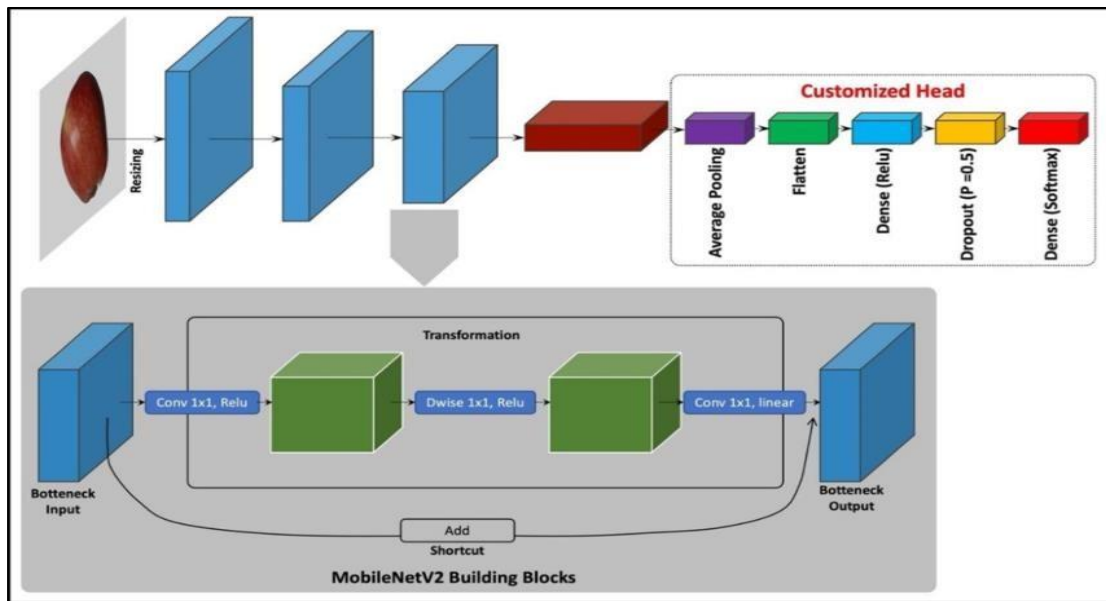 Resizing
Customized Head
Average Pooling
Flatten
Dense (Relu)
Dropout (P =0.5)
Dense (Softmax)
Transformation
Conv 1x1, Relu
Dwise 1x1, Relu
Conv 1x1, linear
Botteneck
Input
Botteneck
Output
Add
Shortcut
MobileNetV2 Building Blocks